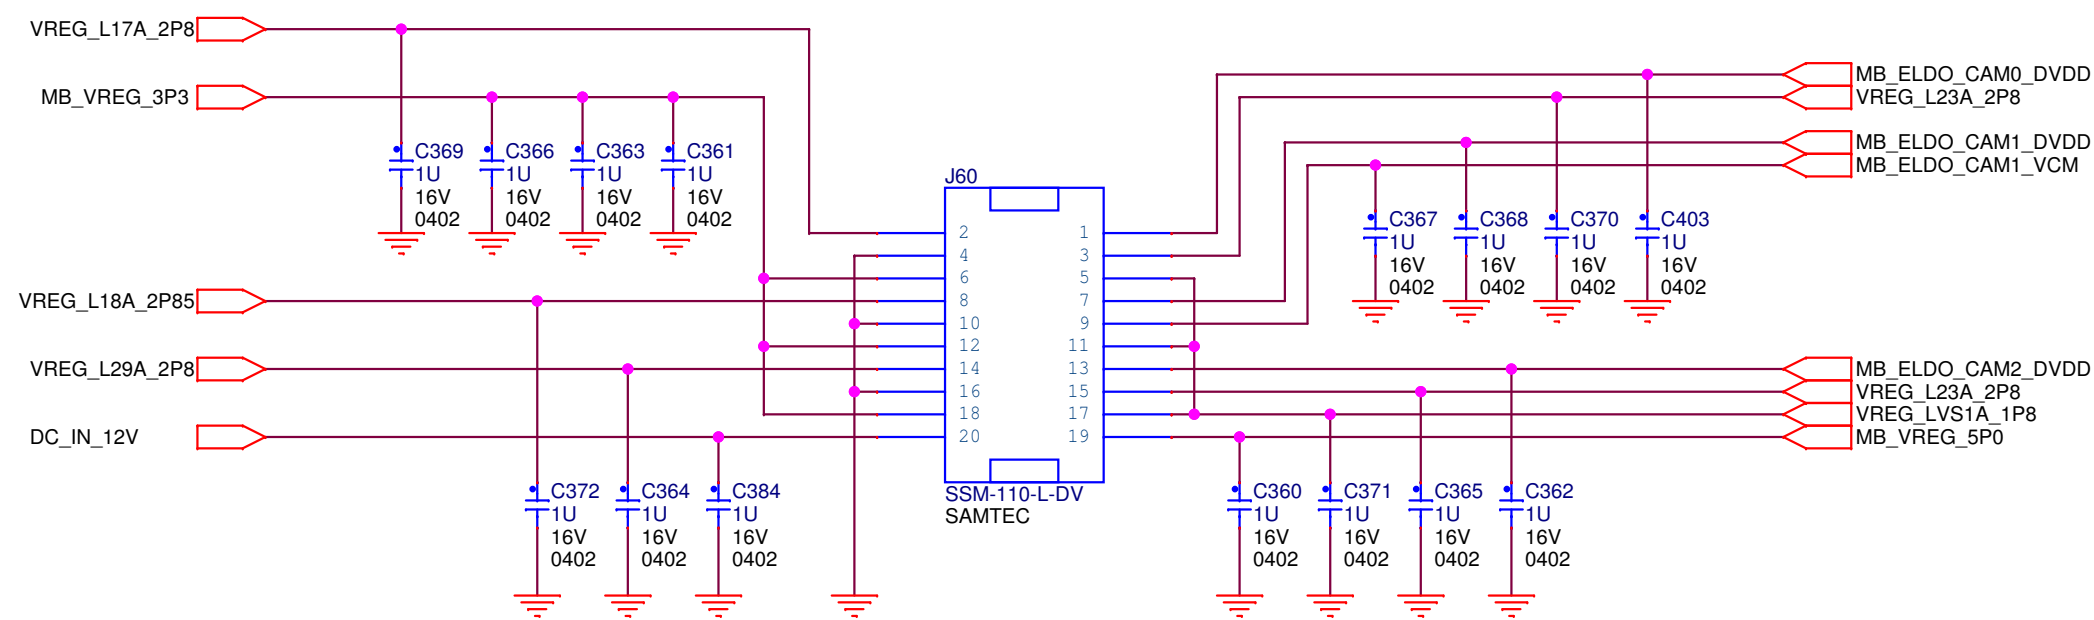 VREG_L17A_2P8
MB_VREG_3P3
MB_ELDO_CAM0_DVDD
VREG_L23A_2P8
MB_ELDO_CAM1_DVDD
MB_ELDO_CAM1_VCM
C369
1U
16V
0402
C366
1U
16V
0402
C363
1U
16V
0402
C361
1U
16V
0402
J60
C367
1U
16V
0402
C368
1U
16V
0402
C370
1U
16V
0402
C403
1U
16V
0402
2 1
4 3
6 5
8 7
10 9
12 11
14 13
16 15
18 17
20 19
VREG_L18A_2P85
VREG_L29A_2P8
DC_IN_12V
MB_ELDO_CAM2_DVDD
VREG_L23A_2P8
VREG_LVS1A_1P8
MB_VREG_5P0
SSM-110-L-DV
SAMTEC
C372
1U
16V
0402
C364
1U
16V
0402
C384
1U
16V
0402
C360
1U
16V
0402
C371
1U
16V
0402
C365
1U
16V
0402
C362
1U
16V
0402